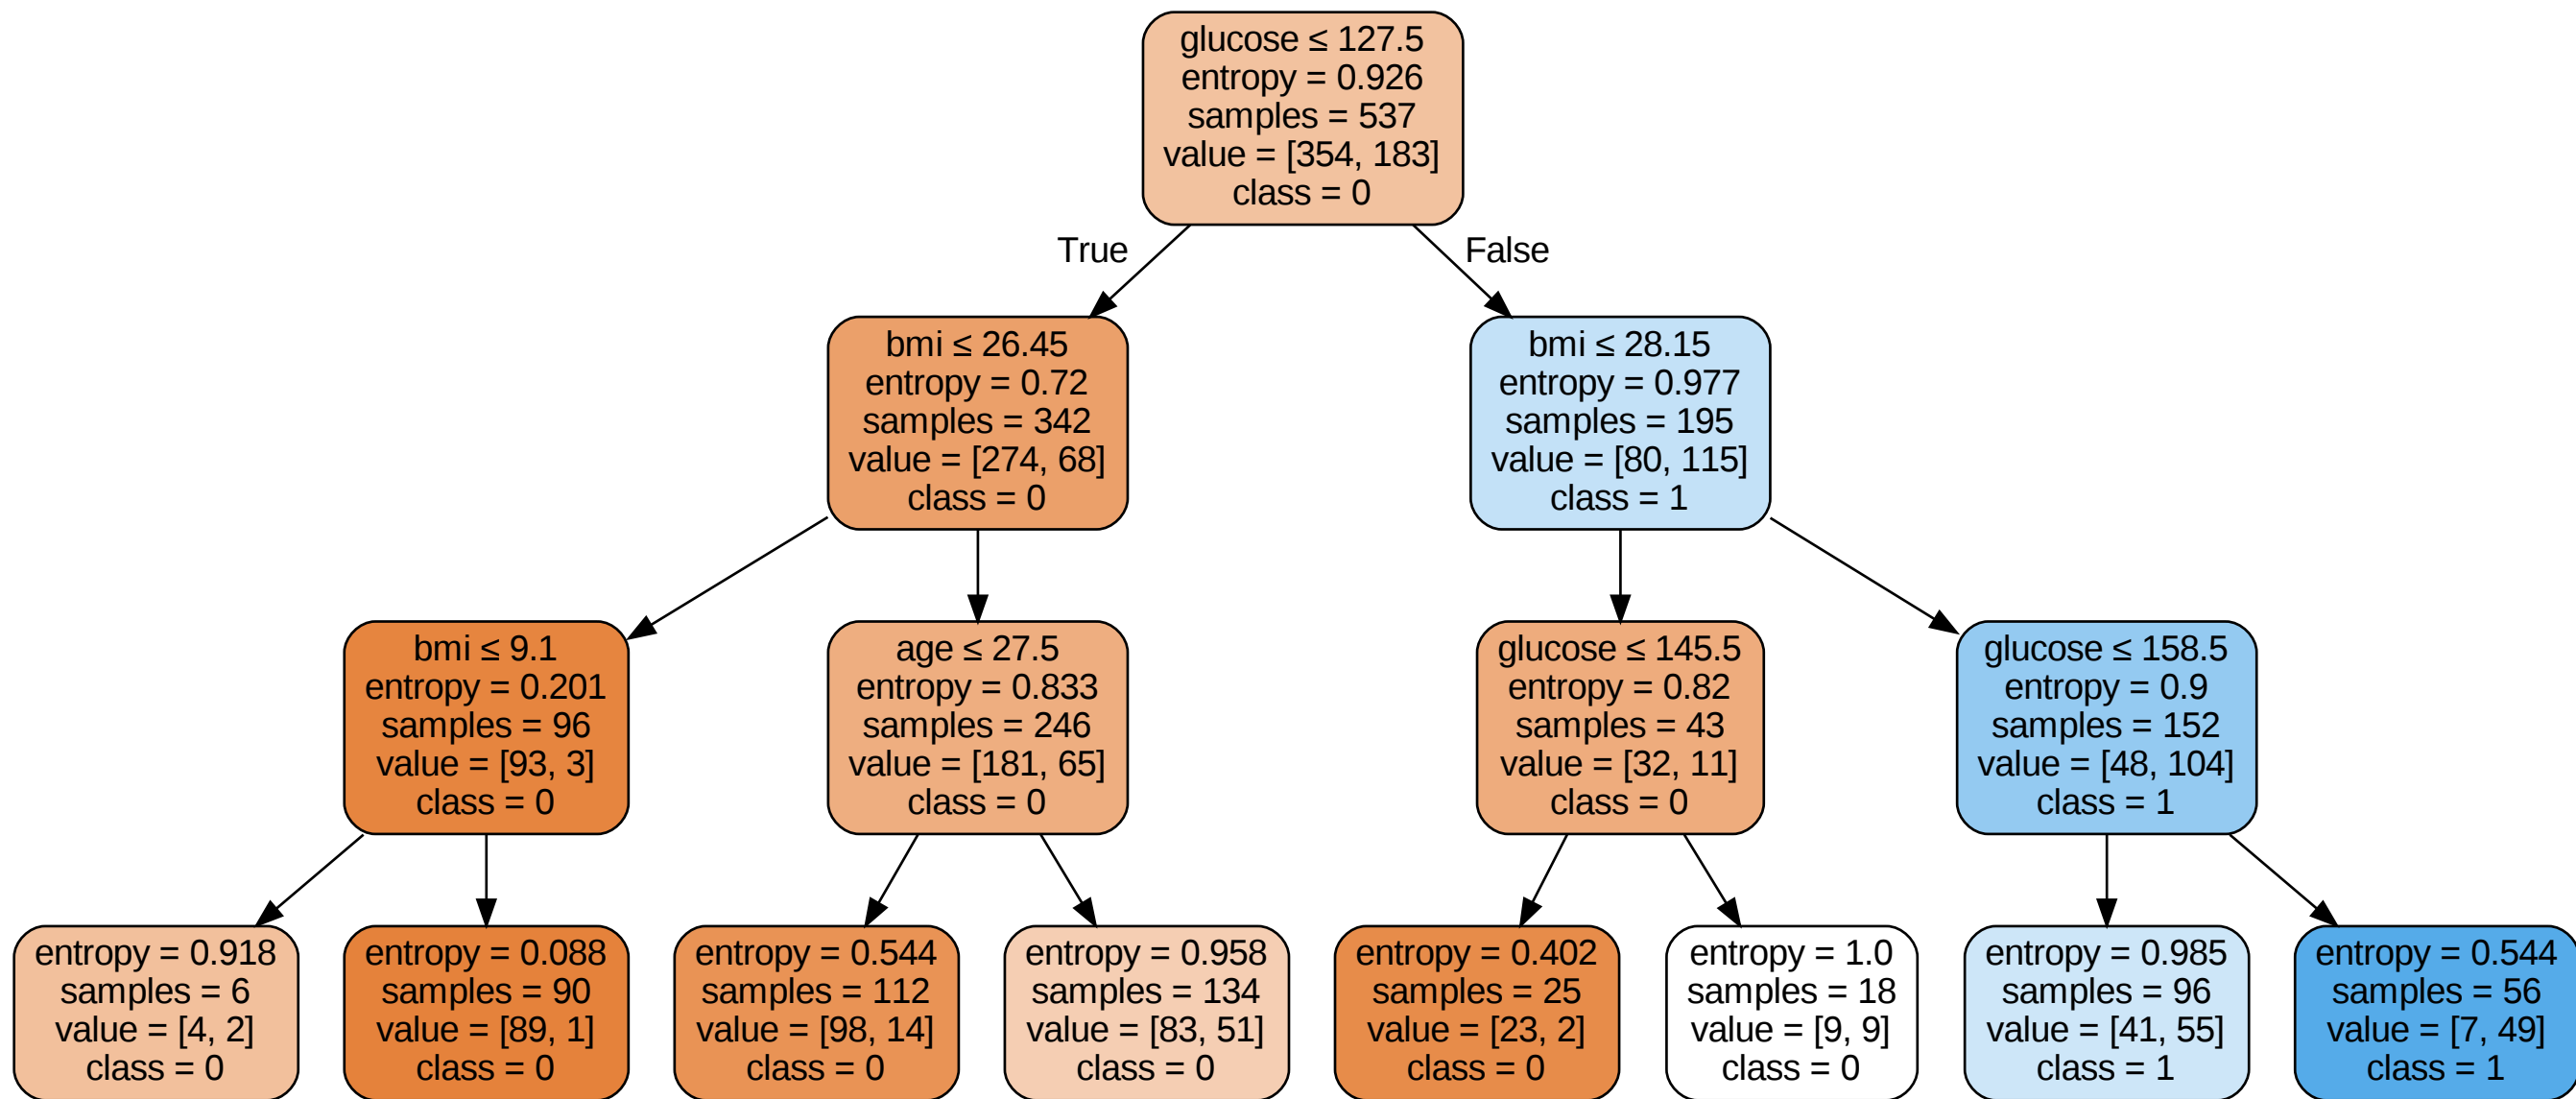 glucose ≤ 127.5
entropy = 0.926
samples = 537
value = [354, 183]
class = 0
True
False
bmi ≤ 26.45
entropy = 0.72
samples = 342
value = [274, 68]
class = 0
bmi ≤ 28.15
entropy = 0.977
samples = 195
value = [80, 115]
class = 1
bmi ≤ 9.1
entropy = 0.201
samples = 96
value = [93, 3]
class = 0
age ≤ 27.5
entropy = 0.833
samples = 246
value = [181, 65]
class = 0
glucose ≤ 145.5
entropy = 0.82
samples = 43
value = [32, 11]
class = 0
glucose ≤ 158.5
entropy = 0.9
samples = 152
value = [48, 104]
class = 1
entropy = 0.918
samples = 6
value = [4, 2]
class = 0
entropy = 0.088
samples = 90
value = [89, 1]
class = 0
entropy = 0.544
samples = 112
value = [98, 14]
class = 0
entropy = 0.958
samples = 134
value = [83, 51]
class = 0
entropy = 0.402
samples = 25
value = [23, 2]
class = 0
entropy = 1.0
samples = 18
value = [9, 9]
class = 0
entropy = 0.985
samples = 96
value = [41, 55]
class = 1
entropy = 0.544
samples = 56
value = [7, 49]
class = 1